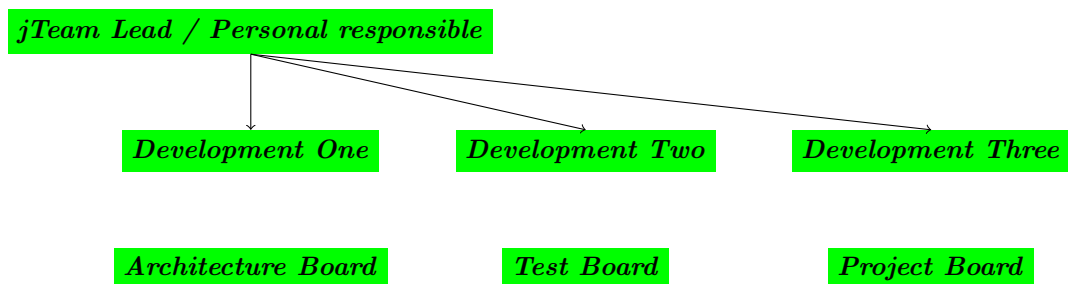 jTeam Lead / Personal responsible
Development One
Development Two
Development Three
Architecture Board
Test Board
Project Board